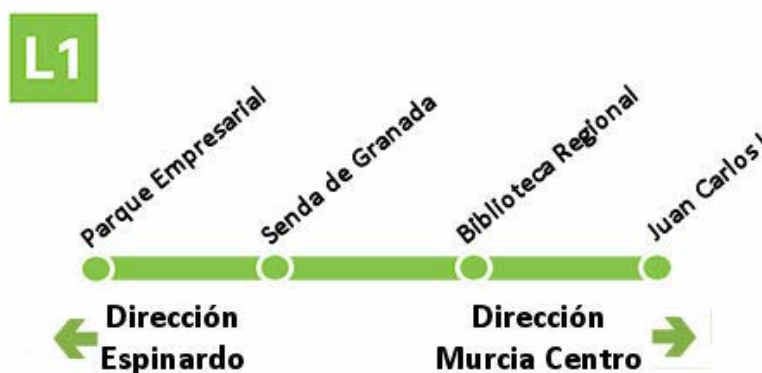 L1
Parque Empresarial
Senda de Granada
Biblioteca Regional
Juan Carlos I
Dirección
Espinardo
Dirección
Murcia Centro